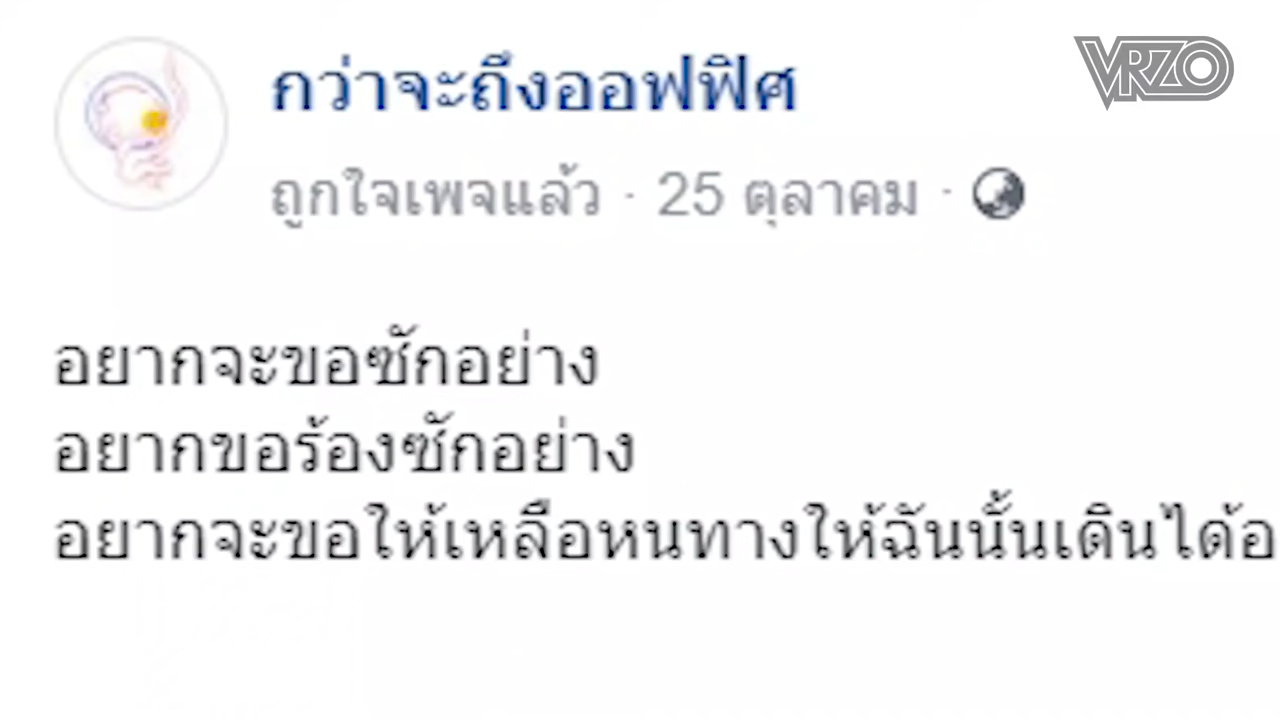 VRZO
กว่าจะถึงออฟฟิศ
ถูกใจเพจแล้ว · 25 ตุลาคม ·
อยากจะขอซักอย่าง
อยากขอร้องซักอย่าง
อยากจะขอให้เหลือหนทางให้ฉันนั้นเดินได้อ